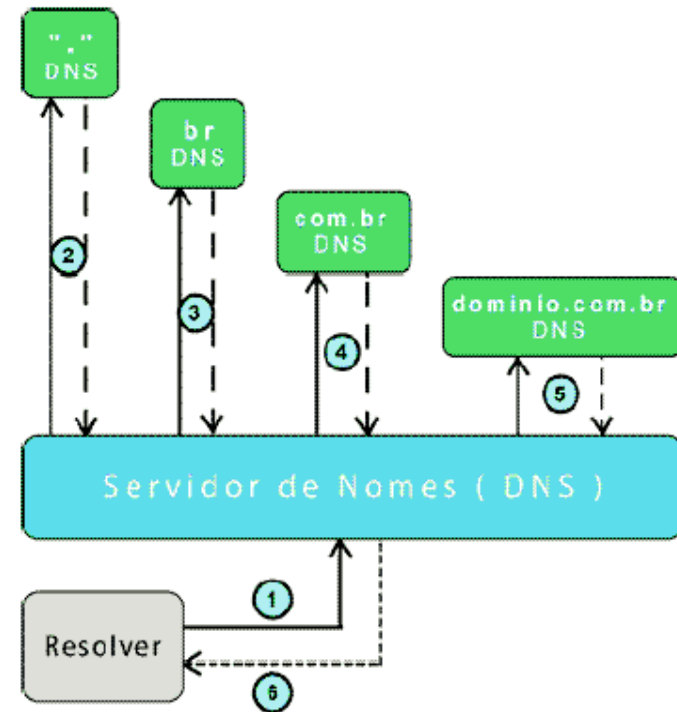 "."
DNS
br
DNS
com.br
DNS
domínio.com.br
DNS
2
3
4
5
Servidor de Nomes ( DNS )
1
Resolver
6